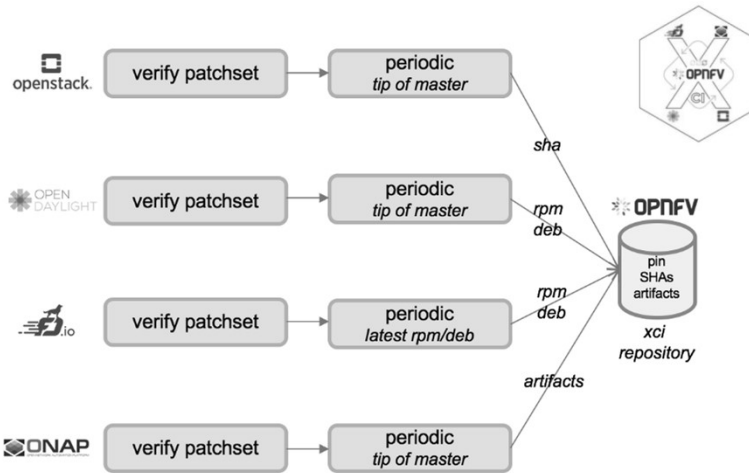 openstack.
verify patchset
periodic
tip of master
sha
OPNFV
CI
OPEN
DAYLIGHT
verify patchset
periodic
tip of master
rpm
deb
OPNFV
pin
SHAs
artifacts
xci
repository
.io
verify patchset
periodic
latest rpm/deb
rpm
deb
artifacts
ONAP
verify patchset
periodic
tip of master